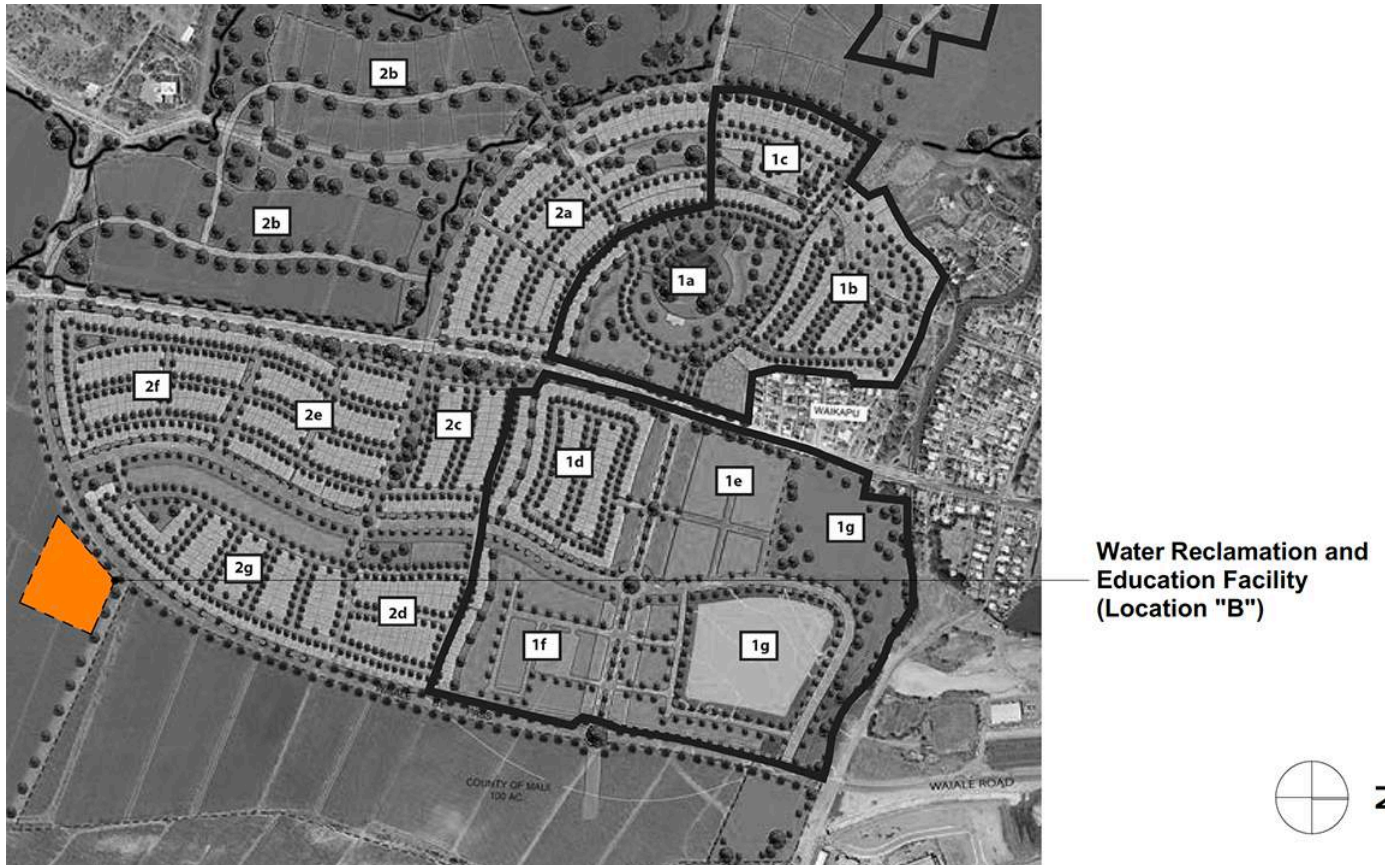 2b
1c
2a
2b
1a
1b
2f
2e
2c
WAIKAPU
1d
1e
1g
Water Reclamation and
Education Facility
(Location "B")
2g
2d
1f
1g
COUNTY OF MAUI
100 AC.
WAIALE ROAD
N